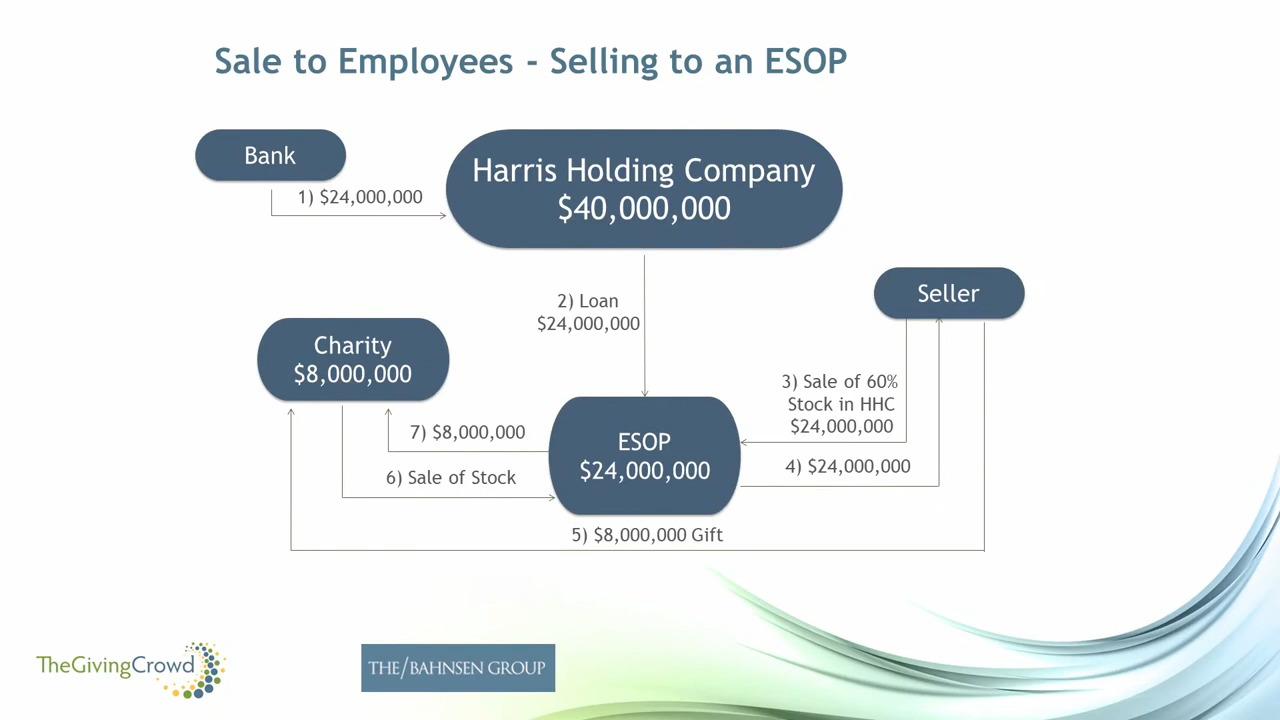 Sale to Employees - Selling to an ESOP
Bank
Harris Holding Company
$40,000,000
1) $24,000,000
Seller
2) Loan
$24,000,000
Charity
$8,000,000
3) Sale of 60%
Stock in HHC
$24,000,000
7) $8,000,000
ESOP
$24,000,000
4) $24,000,000
6) Sale of Stock
5) $8,000,000 Gift
TheGivingCrowd
THE/BAHNSEN GROUP